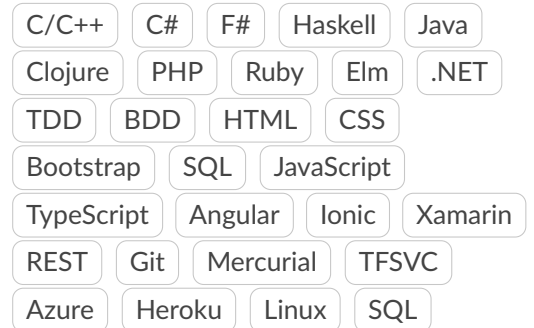 C/C++ C# F# Haskell Java
Clojure PHP Ruby Elm .NET
TDD BDD HTML CSS
Bootstrap SQL JavaScript
TypeScript Angular Ionic Xamarin
REST Git Mercurial TFSVC
Azure Heroku Linux SQL